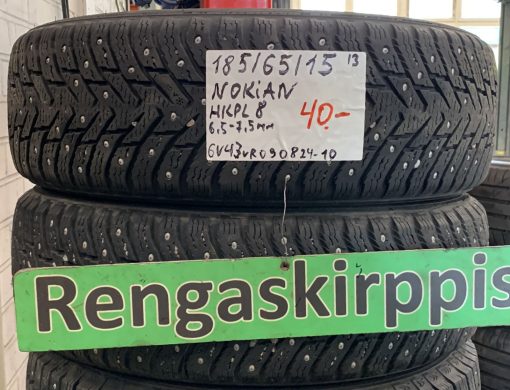 185/65/15 13
NOKiAN
HKPL 8
40.-
6,5-7,5mm
6V43vR090824-10
Rengaskirppis